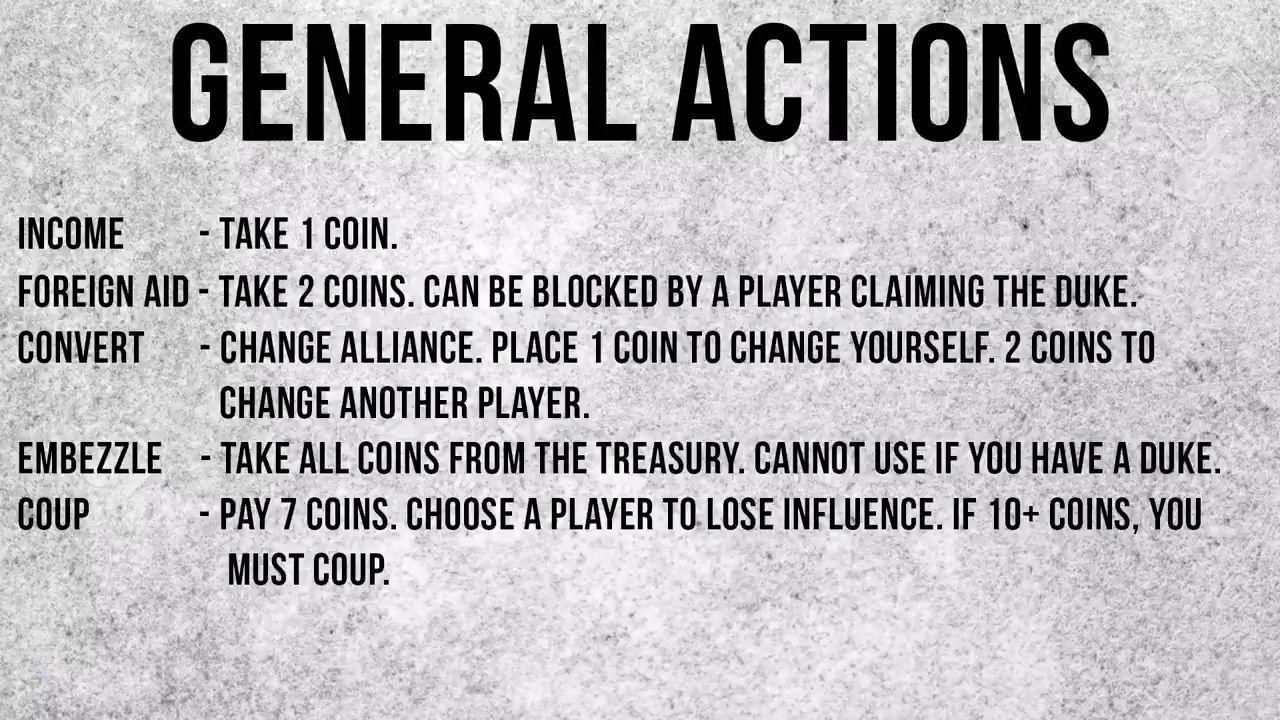 GENERAL ACTIONS
INCOME - TAKE 1 COIN.
FOREIGN AID - TAKE 2 COINS. CAN BE BLOCKED BY A PLAYER CLAIMING THE DUKE.
CONVERT - CHANGE ALLIANCE. PLACE 1 COIN TO CHANGE YOURSELF. 2 COINS TO
CHANGE ANOTHER PLAYER.
EMBEZZLE - TAKE ALL COINS FROM THE TREASURY. CANNOT USE IF YOU HAVE A DUKE.
COUP - PAY 7 COINS. CHOOSE A PLAYER TO LOSE INFLUENCE. IF 10+ COINS, YOU
MUST COUP.